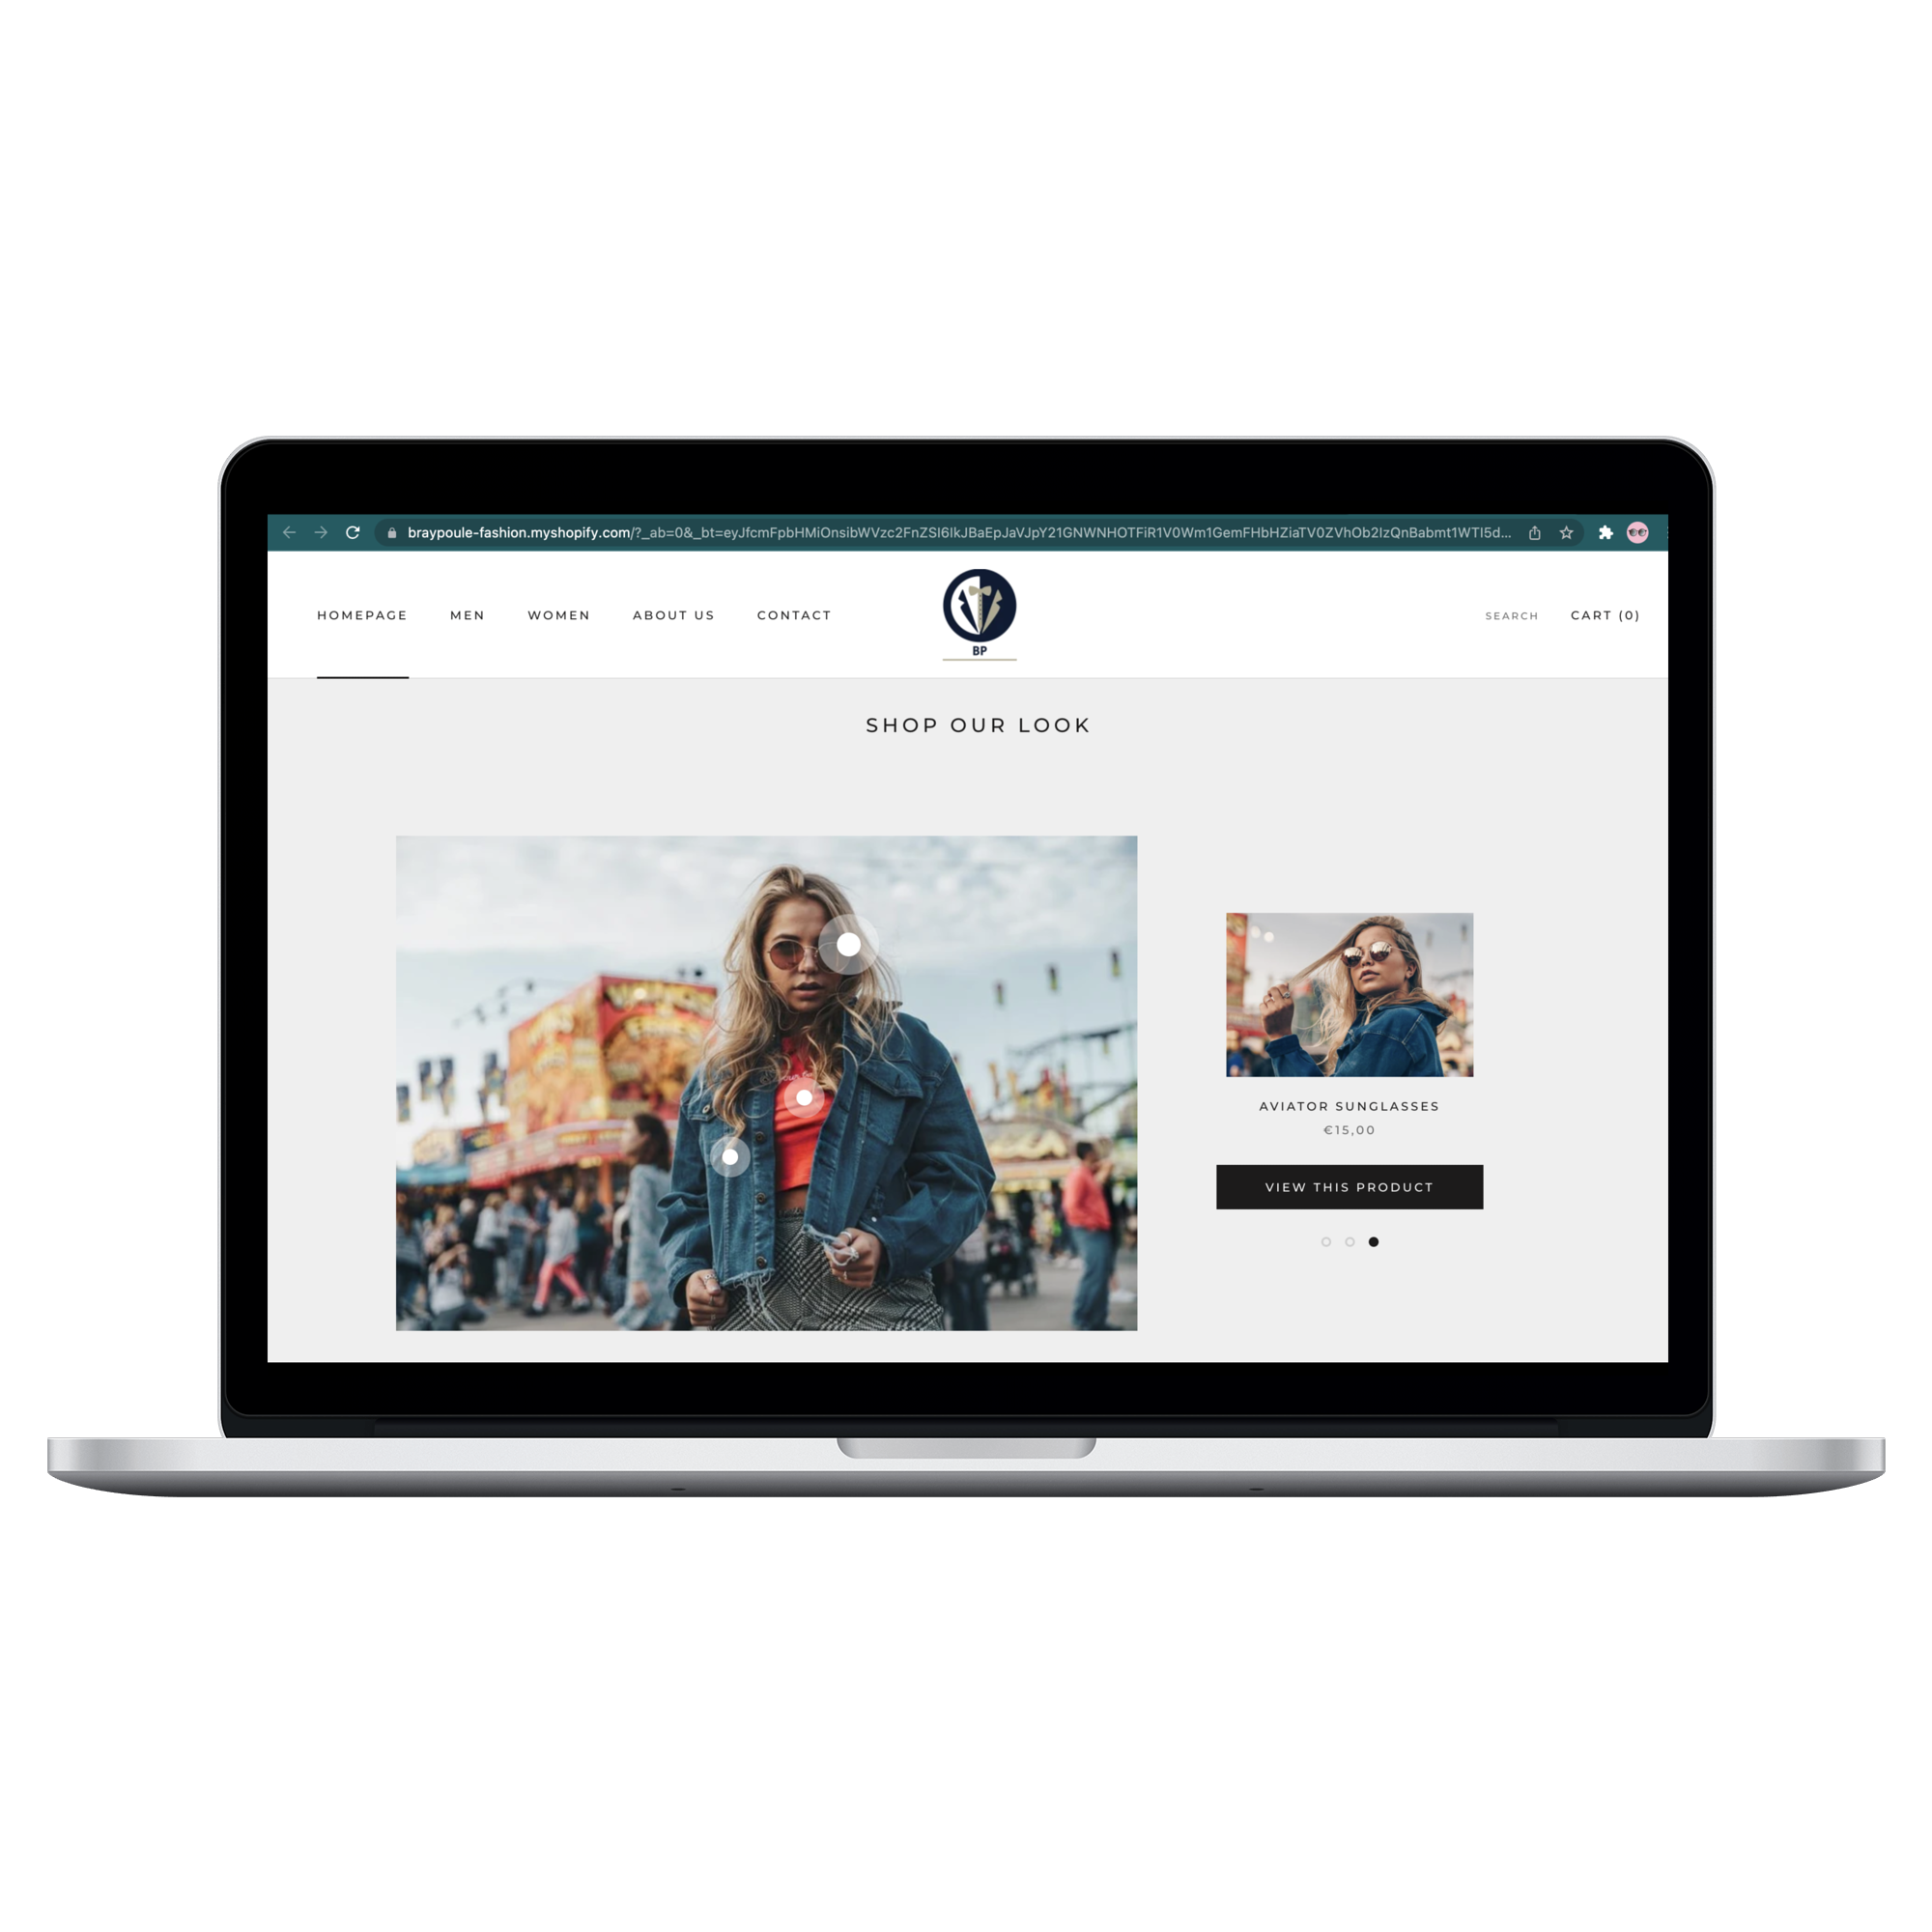 braypoule-fashion.myshopify.com/?_ab=0&_bt=eyJfcmFpbHMiOnsibWVzc2FnZSI6IkJBaEpJaVJpY21GNWNHOTFiR1V0Wm1GemFHbHZiaTV0ZVhOb2IzQnBabmt1WTI5d...
HOMEPAGE MEN WOMEN ABOUT US CONTACT
BP
SEARCH CART (0)
SHOP OUR LOOK
AVIATOR SUNGLASSES
€15,00
VIEW THIS PRODUCT